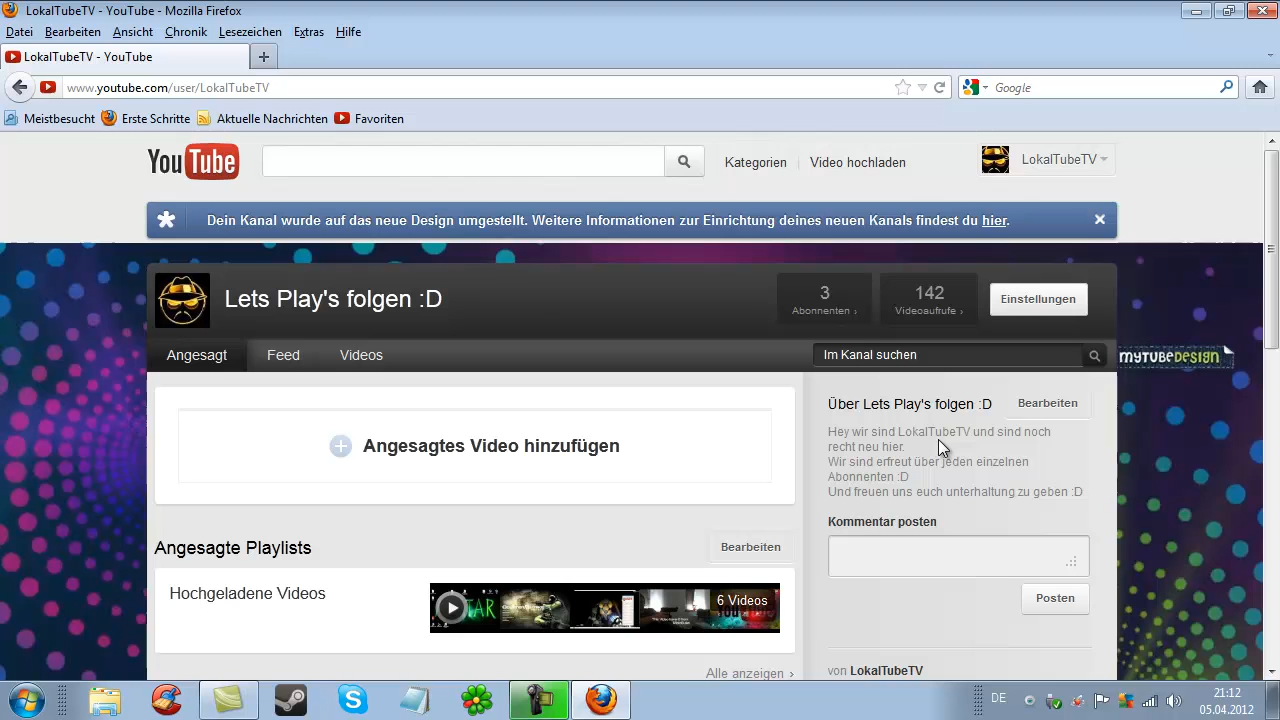 LokalTubeTV - YouTube - Mozilla Firefox
Datei Bearbeiten Ansicht Chronik Lesezeichen Extras Hilfe
LokalTubeTV - YouTube
www.youtube.com/user/LokalTubeTV
Google
Meistbesucht Erste Schritte Aktuelle Nachrichten Favoriten
YouTube
Kategorien Video hochladen LokalTubeTV
Dein Kanal wurde auf das neue Design umgestellt. Weitere Informationen zur Einrichtung deines neuen Kanals findest du hier.
Lets Play's folgen :D
3
Abonnenten ›
142
Videoaufrufe ›
Einstellungen
Angesagt Feed Videos
Im Kanal suchen
MYTUBEDESIGN
Angesagtes Video hinzufügen
Über Lets Play's folgen :D Bearbeiten
Hey wir sind LokalTubeTV und sind noch
recht neu hier.
Wir sind erfreut über jeden einzelnen
Abonnenten :D
Und freuen uns euch unterhaltung zu geben :D
Kommentar posten
Posten
Angesagte Playlists Bearbeiten
Hochgeladene Videos
6 Videos
Alle anzeigen ›
von LokalTubeTV
DE
21:12
05.04.2012